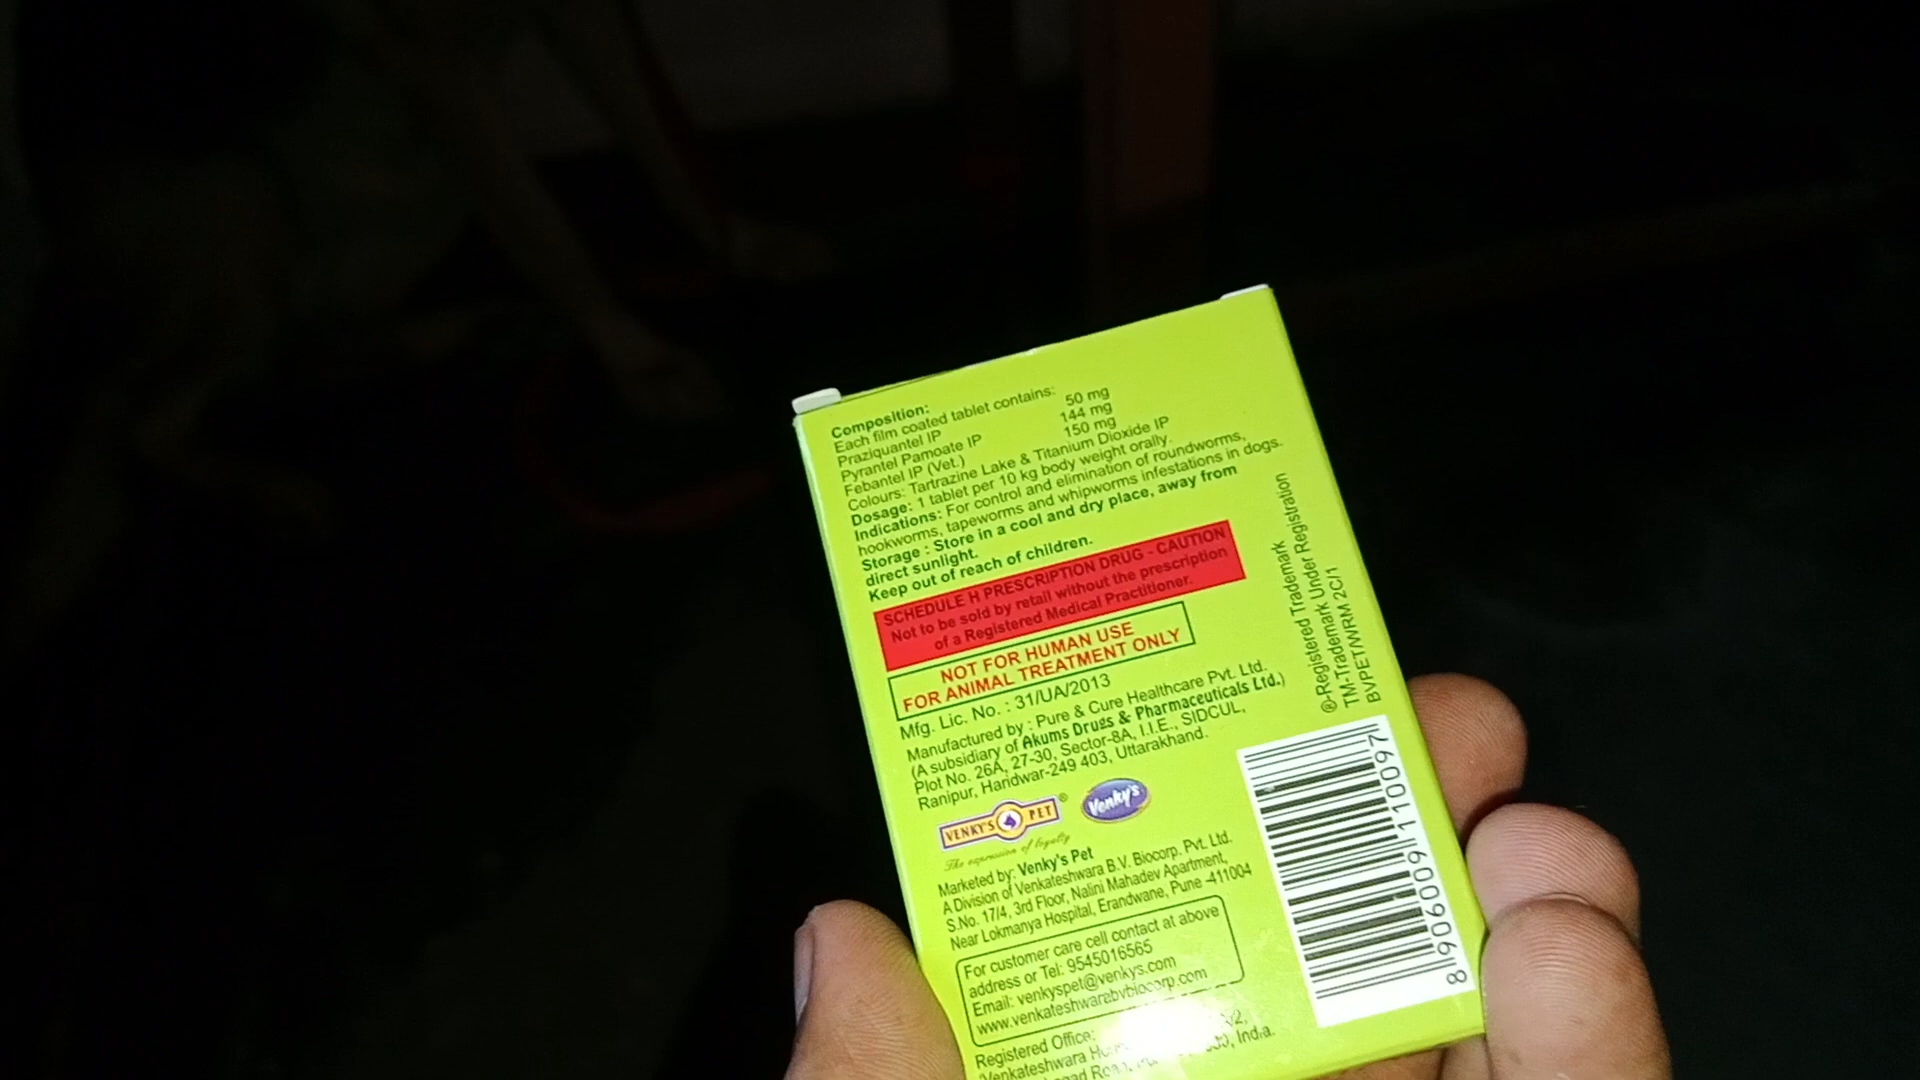 Composition:
Each film coated tablet contains:
Praziquantel IP 50 mg
Pyrantel Pamoate IP 144 mg
Febantel IP (Vet.) 150 mg
Colours: Tartrazine Lake & Titanium Dioxide IP
Dosage: 1 tablet per 10 kg body weight orally.
Indications: For control and elimination of roundworms,
hookworms, tapeworms and whipworms infestations in dogs.
Storage : Store in a cool and dry place, away from
direct sunlight.
Keep out of reach of children.
SCHEDULE H PRESCRIPTION DRUG - CAUTION
Not to be sold by retail without the prescription
of a Registered Medical Practitioner.
NOT FOR HUMAN USE
FOR ANIMAL TREATMENT ONLY
Mfg. Lic. No. : 31/UA/2013
Manufactured by : Pure & Cure Healthcare Pvt. Ltd.
(A subsidiary of Akums Drugs & Pharmaceuticals Ltd.)
Plot No. 26A, 27-30, Sector-8A, I.I.E., SIDCUL,
Ranipur, Haridwar-249 403, Uttarakhand.
VENKY'S PET ®
The expression of loyalty
Venky's
Marketed by: Venky's Pet
A Division of Venkateshwara B.V. Biocorp. Pvt. Ltd.
S.No. 17/4, 3rd Floor, Nalini Mahadev Apartment,
Near Lokmanya Hospital, Erandwane, Pune -411004
For customer care cell contact at above
address or Tel: 9545016565
Email: venkyspet@venkys.com
www.venkateshwarabvbiocorp.com
Registered Office:
'Venkateshwara India.
®-Registered Trademark
TM-Trademark Under Registration
BVPET/WRM 2C/1
8906009110097